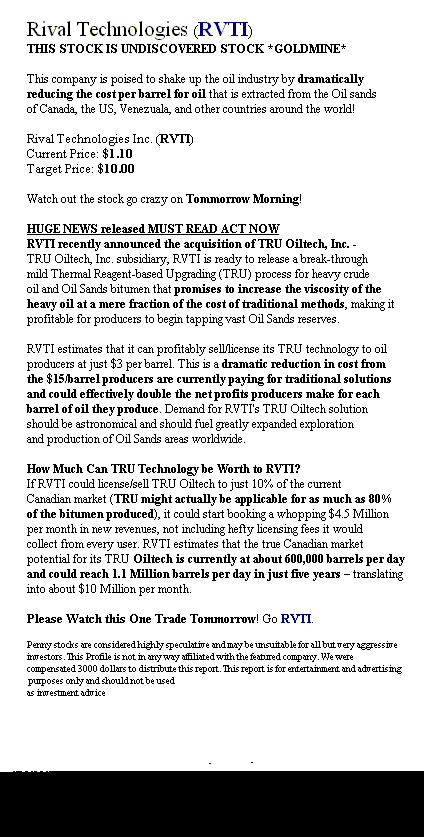 Rival Technologies (RVTI)
THIS STOCK IS UNDISCOVERED STOCK *GOLDMINE*
This company is poised to shake up the oil industry by dramatically
reducing the cost per barrel for oil that is extracted from the Oil sands
of Canada, the US, Venezuala, and other countries around the world!
Rival Technologies Inc. (RVTI)
Current Price: $1.10
Target Price: $10.00
Watch out the stock go crazy on Tommorrow Morning!
HUGE NEWS released MUST READ ACT NOW
RVTI recently announced the acquisition of TRU Oiltech, Inc. -
TRU Oiltech, Inc. subsidiary, RVTI is ready to release a break-through
mild Thermal Reagent-based Upgrading (TRU) process for heavy crude
oil and Oil Sands bitumen that promises to increase the viscosity of the
heavy oil at a mere fraction of the cost of traditional methods, making it
profitable for producers to begin tapping vast Oil Sands reserves.
RVTI estimates that it can profitably sell/license its TRU technology to oil
producers at just $3 per barrel. This is a dramatic reduction in cost from
the $15/barrel producers are currently paying for traditional solutions
and could effectively double the net profits producers make for each
barrel of oil they produce. Demand for RVTI's TRU Oiltech solution
should be astronomical and should fuel greatly expanded exploration
and production of Oil Sands areas worldwide.
How Much Can TRU Technology be Worth to RVTI?
If RVTI could license/sell TRU Oiltech to just 10% of the current
Canadian market (TRU might actually be applicable for as much as 80%
of the bitumen produced), it could start booking a whopping $4.5 Million
per month in new revenues, not including hefty licensing fees it would
collect from every user. RVTI estimates that the true Canadian market
potential for its TRU Oiltech is currently at about 600,000 barrels per day
and could reach 1.1 Million barrels per day in just five years – translating
into about $10 Million per month.
Please Watch this One Trade Tommorrow! Go RVTI.
Penny stocks are considered highly speculative and may be unsuitable for all but very aggressive
investors. This Profile is not in any way affiliated with the featured company. We were
compensated 3000 dollars to distribute this report. This report is for entertainment and advertising
purposes only and should not be used
as investment advice